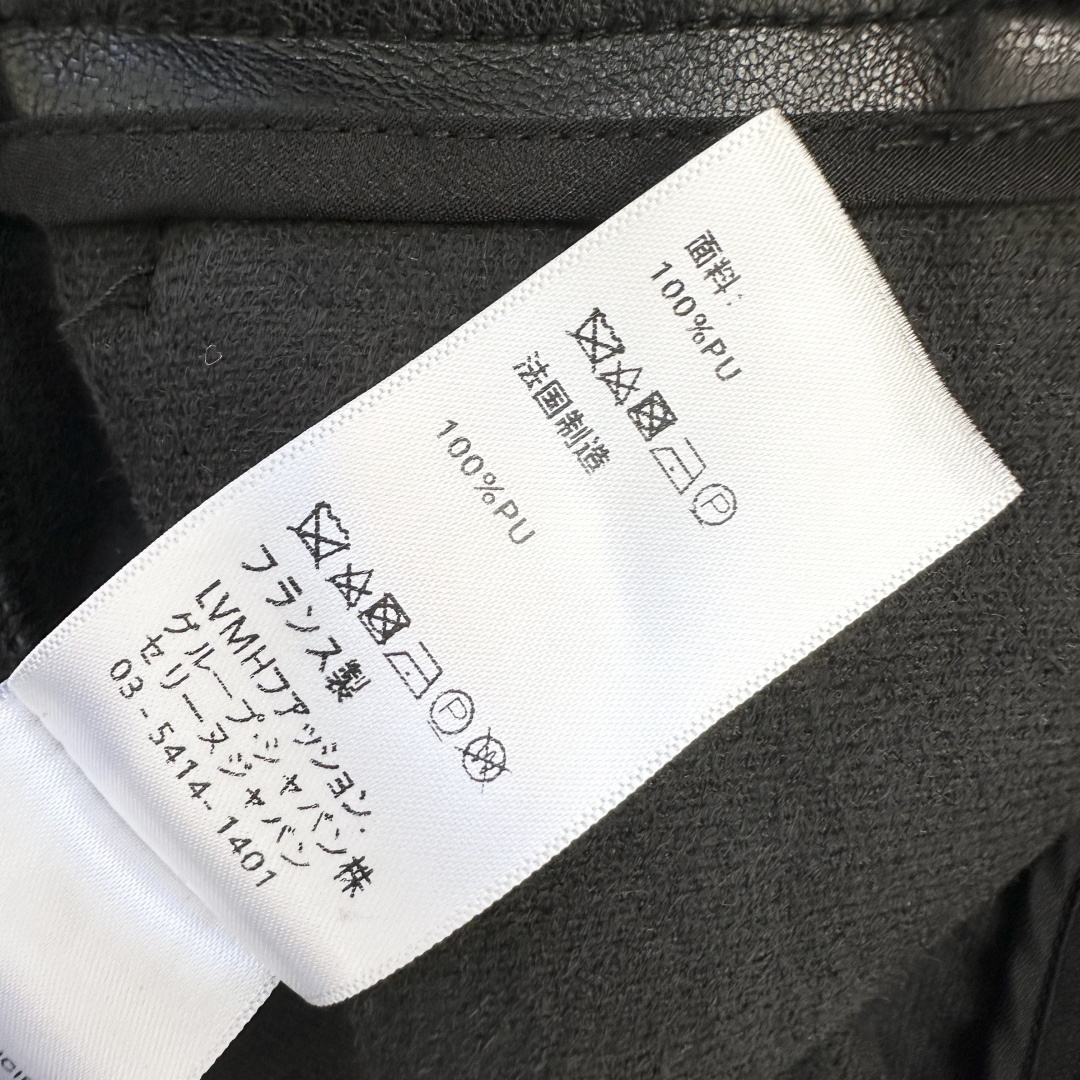 面料:
100%PU
P
法国制造
100%PU
P W
フランス製
LVMHファッション.
グループ・ジャパン株
セリーヌジャパン
03-5414-1401